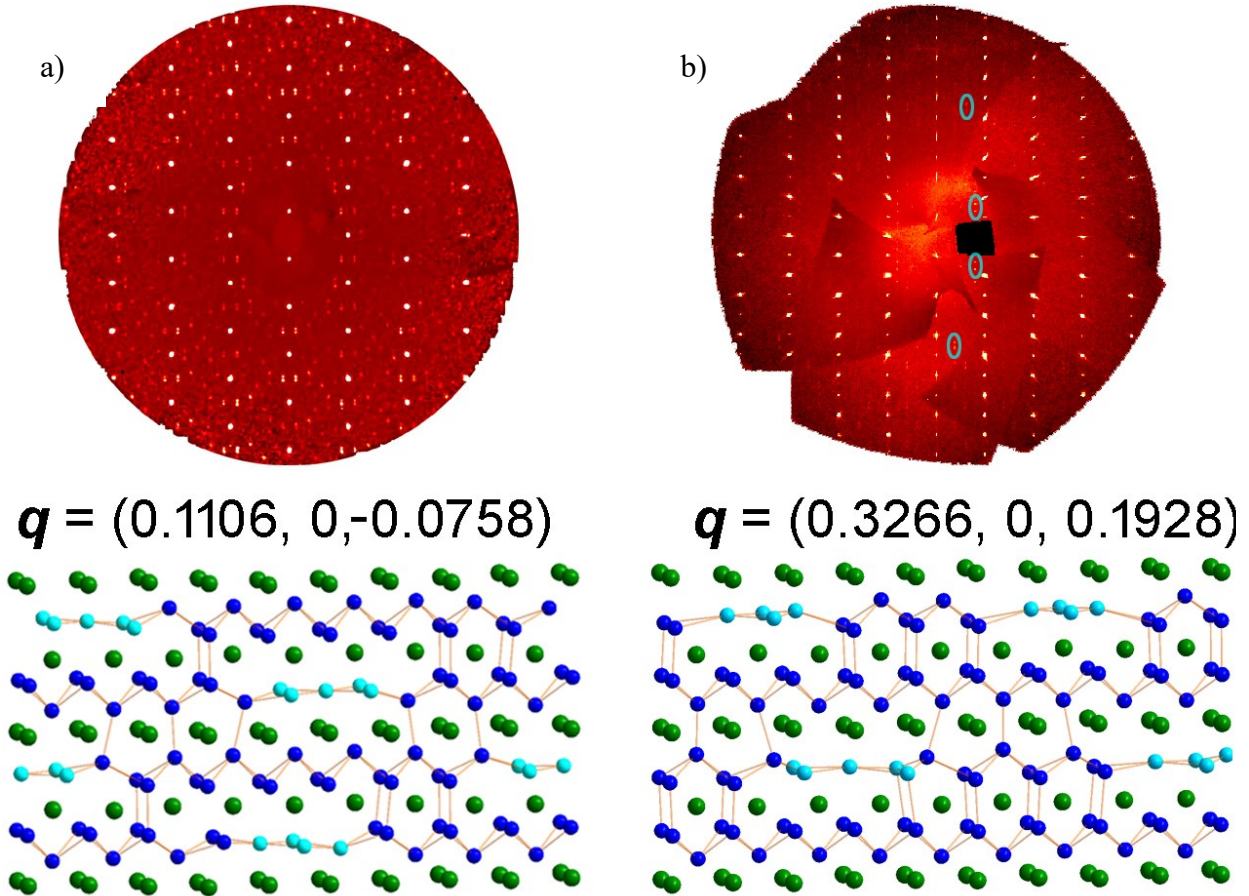 a)
b)
q = (0.1106, 0,-0.0758)
q = (0.3266, 0, 0.1928)